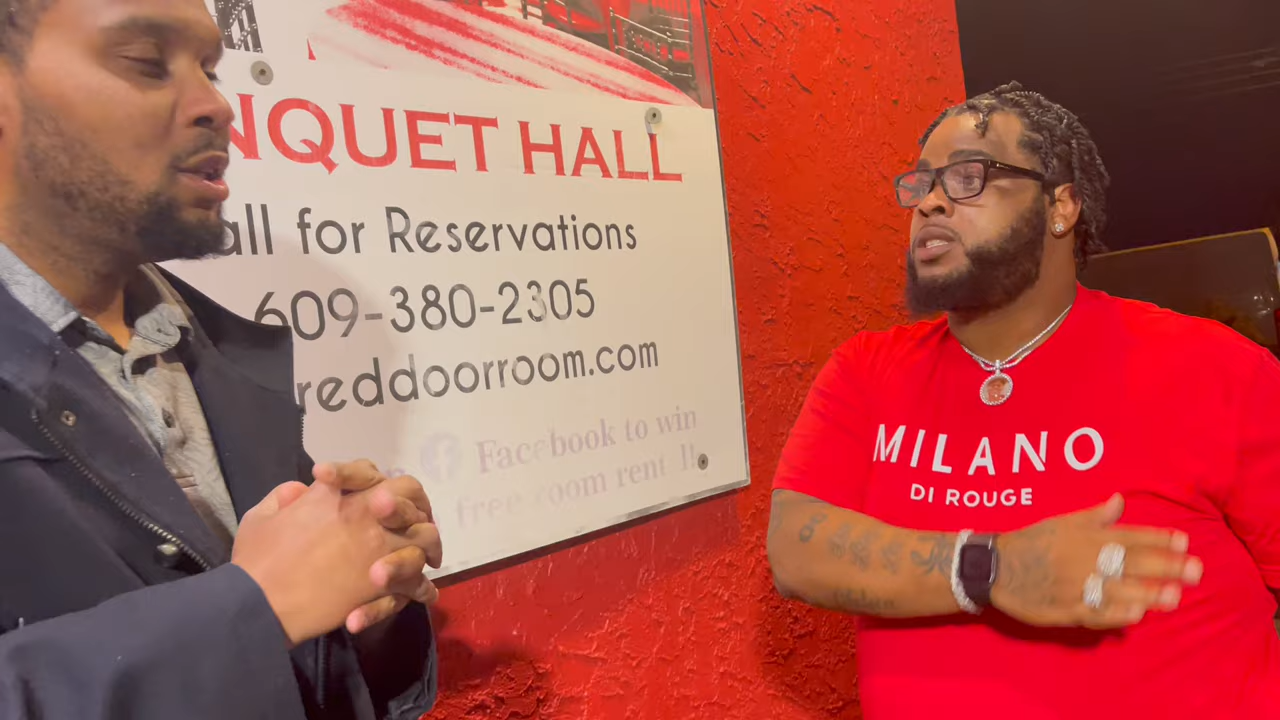 NQUET HALL
all for Reservations
609-380-2305
reddoorroom.com
Facebook to win
free room rent
MILANO
DI ROUGE